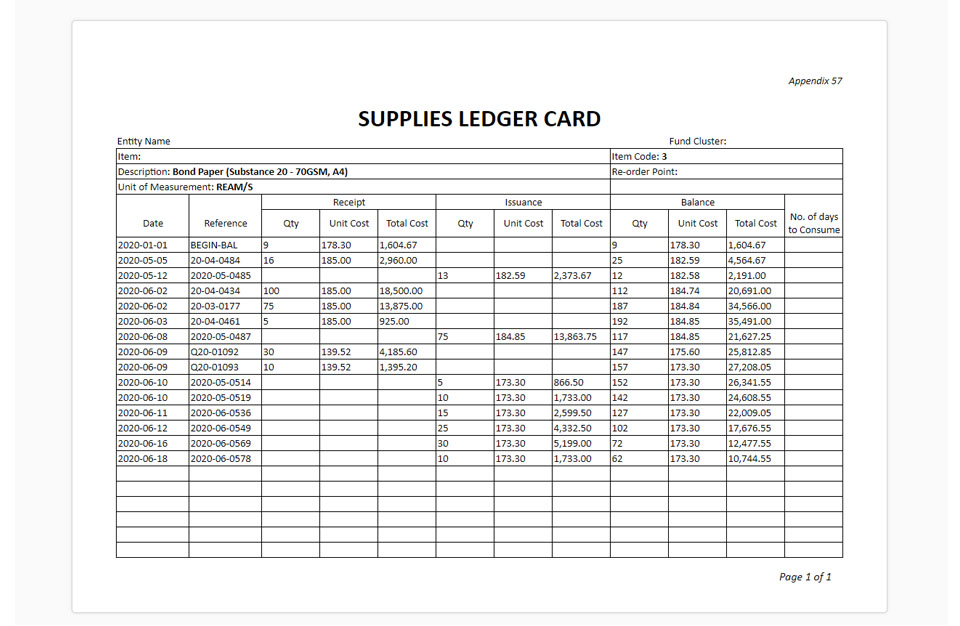 Appendix 57
SUPPLIES LEDGER CARD
Entity Name Fund Cluster:
Item: Item Code: 3
Description: Bond Paper (Substance 20 - 70GSM, A4) Re-order Point:
Unit of Measurement: REAM/S
Receipt Issuance Balance
Date Reference Qty Unit Cost Total Cost Qty Unit Cost Total Cost Qty Unit Cost Total Cost No. of days
to Consume
2020-01-01 BEGIN-BAL 9 178.30 1,604.67 9 178.30 1,604.67
2020-05-05 20-04-0484 16 185.00 2,960.00 25 182.59 4,564.67
2020-05-12 2020-05-0485 13 182.59 2,373.67 12 182.58 2,191.00
2020-06-02 20-04-0434 100 185.00 18,500.00 112 184.74 20,691.00
2020-06-02 20-03-0177 75 185.00 13,875.00 187 184.84 34,566.00
2020-06-03 20-04-0461 5 185.00 925.00 192 184.85 35,491.00
2020-06-08 2020-05-0487 75 184.85 13,863.75 117 184.85 21,627.25
2020-06-09 Q20-01092 30 139.52 4,185.60 147 175.60 25,812.85
2020-06-09 Q20-01093 10 139.52 1,395.20 157 173.30 27,208.05
2020-06-10 2020-05-0514 5 173.30 866.50 152 173.30 26,341.55
2020-06-10 2020-05-0519 10 173.30 1,733.00 142 173.30 24,608.55
2020-06-11 2020-06-0536 15 173.30 2,599.50 127 173.30 22,009.05
2020-06-12 2020-06-0549 25 173.30 4,332.50 102 173.30 17,676.55
2020-06-16 2020-06-0569 30 173.30 5,199.00 72 173.30 12,477.55
2020-06-18 2020-06-0578 10 173.30 1,733.00 62 173.30 10,744.55
Page 1 of 1